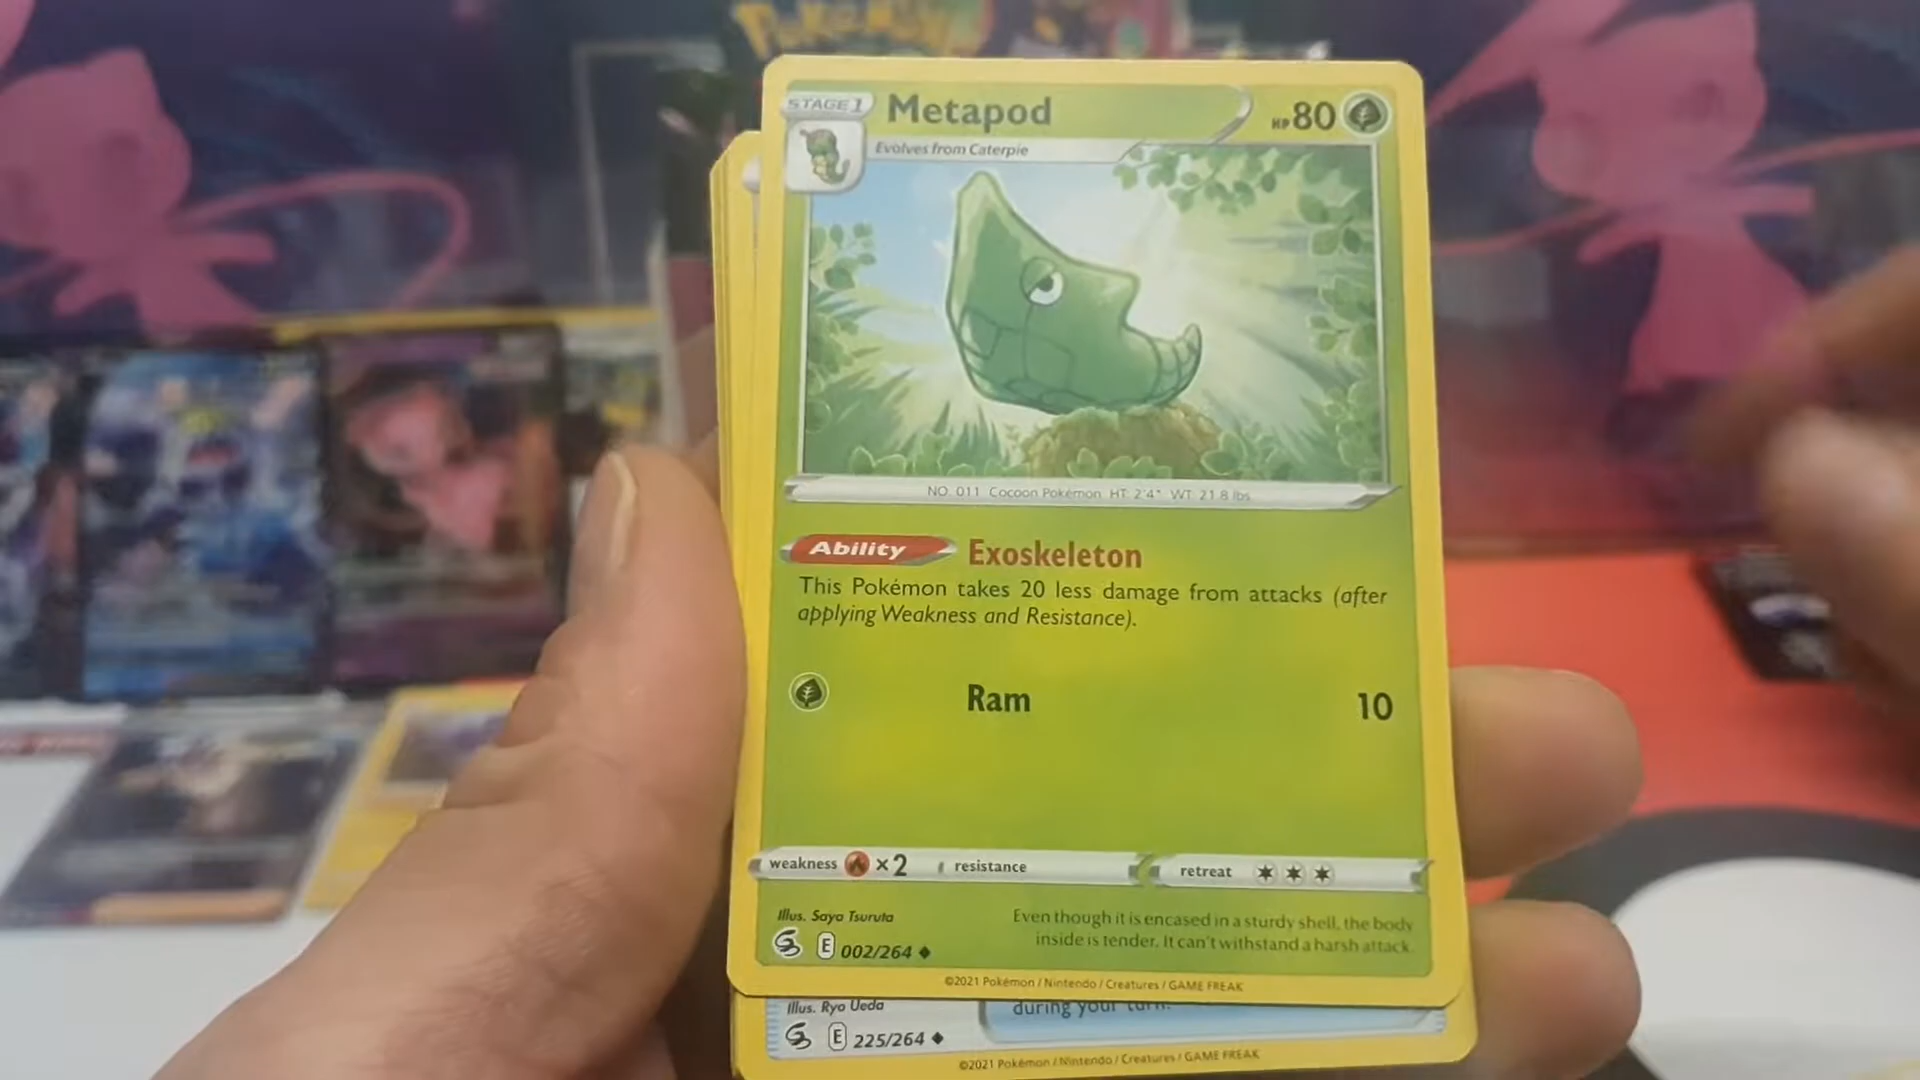 POKÉMON
STAGE 1
Metapod
HP 80
Evolves from Caterpie
NO. 011 Cocoon Pokémon HT: 2'4" WT: 21.8 lbs.
Ability Exoskeleton
This Pokémon takes 20 less damage from attacks (after
applying Weakness and Resistance).
Ram 10
weakness ×2 resistance retreat
Illus. Sayo Tsuruta
E 002/264
Even though it is encased in a sturdy shell, the body
inside is tender. It can't withstand a harsh attack.
©2021 Pokémon / Nintendo / Creatures / GAME FREAK
Illus. Ryo Ueda
during your turn.
E 225/264
©2021 Pokémon / Nintendo / Creatures / GAME FREAK